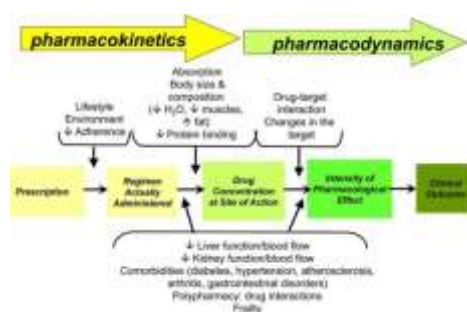 pharmacokinetics
pharmacodynamics
Absorption
Body size &
composition
(↓ H₂O, ↓ muscles,
↑ fat)
↓ Protein binding
Lifestyle
Environment
↓ Adherence
Drug-target
interaction
Changes in the
target
Prescription
Regimen
Actually
Administered
Drug
Concentration
at Site of Action
Intensity of
Pharmacological
Effect
Clinical
Outcome
↓ Liver function/blood flow
↓ Kidney function/blood flow
Comorbidities (diabetes, hypertension, atherosclerosis,
arthritis, gastrointestinal disorders)
Polypharmacy: drug interactions
Frailty